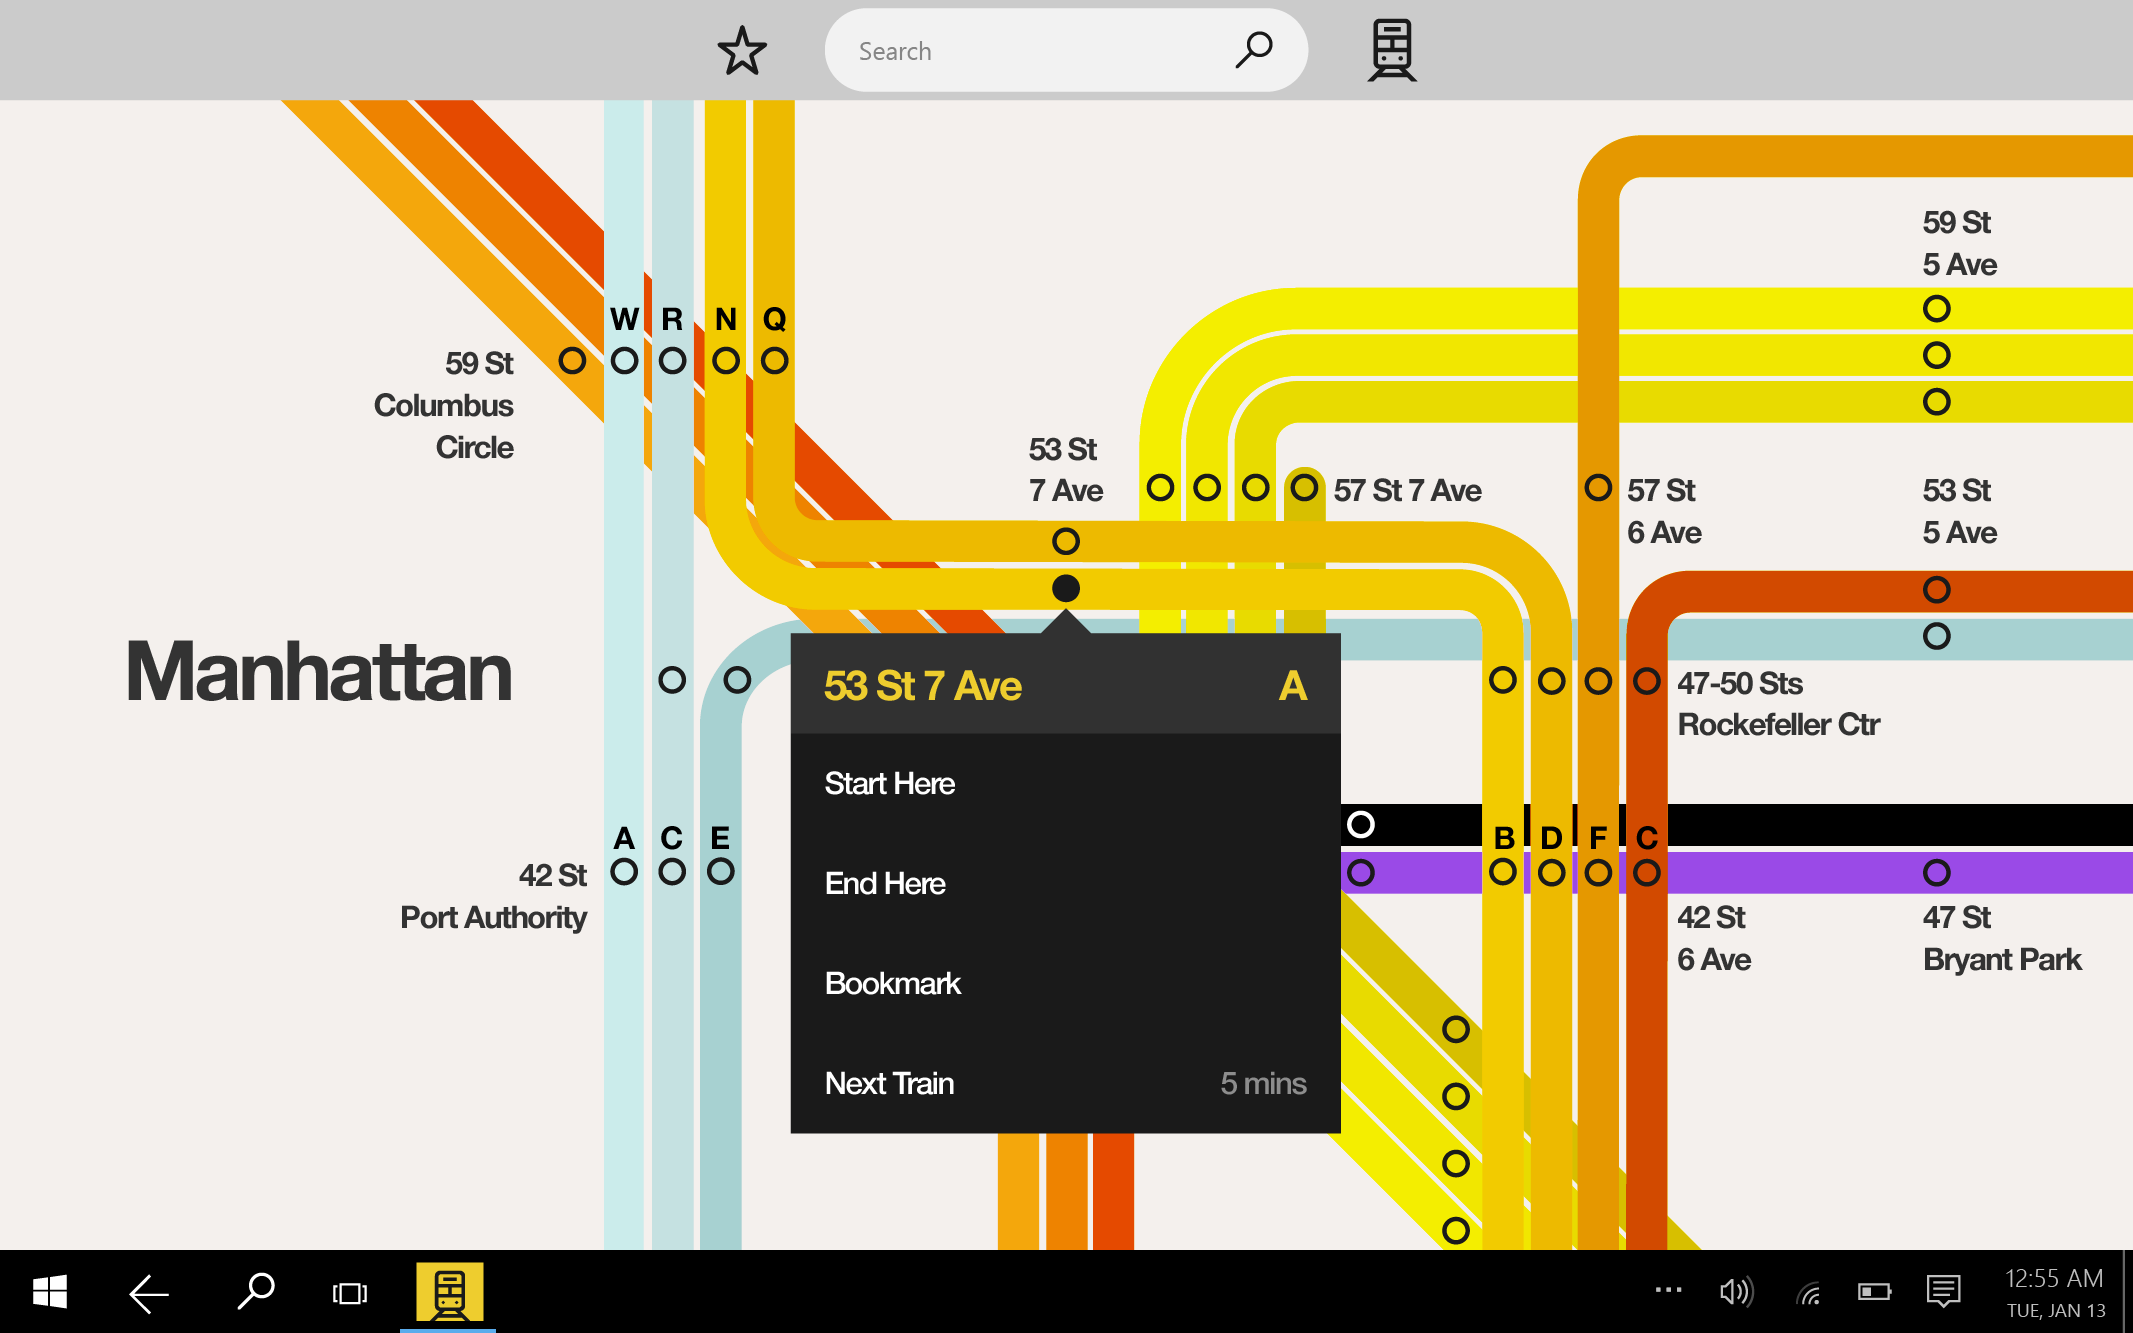 Search
59 St
5 Ave
W R N Q
59 St
Columbus
Circle
53 St
7 Ave
57 St 7 Ave
57 St
6 Ave
53 St
5 Ave
Manhattan
53 St 7 Ave A
47-50 Sts
Rockefeller Ctr
Start Here
A C E
B D F C
42 St
Port Authority
End Here
42 St
6 Ave
47 St
Bryant Park
Bookmark
Next Train 5 mins
12:55 AM
TUE, JAN 13